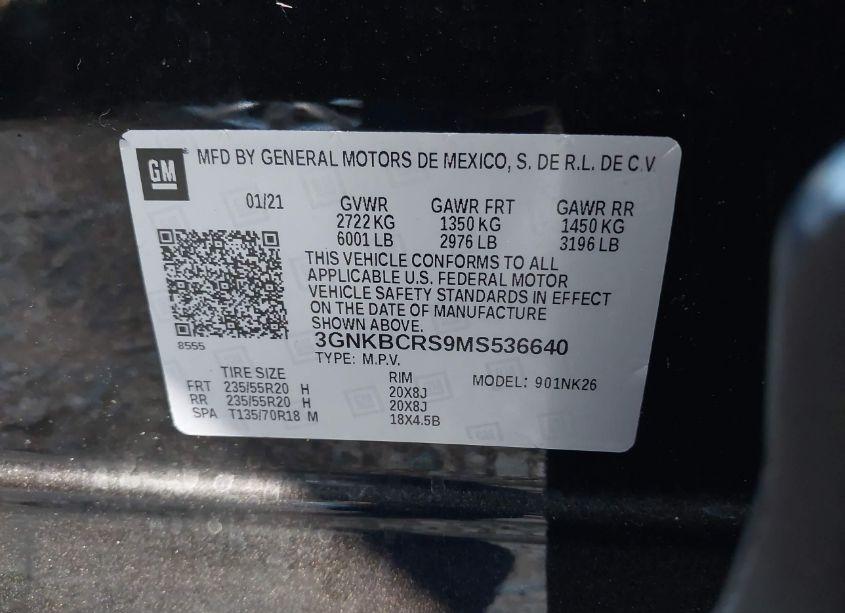 GM MFD BY GENERAL MOTORS DE MEXICO, S. DE R.L. DE C.V.
01/21 GVWR GAWR FRT GAWR RR
2722 KG 1350 KG 1450 KG
6001 LB 2976 LB 3196 LB
THIS VEHICLE CONFORMS TO ALL
APPLICABLE U.S. FEDERAL MOTOR
VEHICLE SAFETY STANDARDS IN EFFECT
ON THE DATE OF MANUFACTURE
SHOWN ABOVE.
8555
3GNKBCRS9MS536640
TYPE: M.P.V.
TIRE SIZE RIM MODEL: 901NK26
FRT 235/55R20 H 20X8J
RR 235/55R20 H 20X8J
SPA T135/70R18 M 18X4.5B
GM